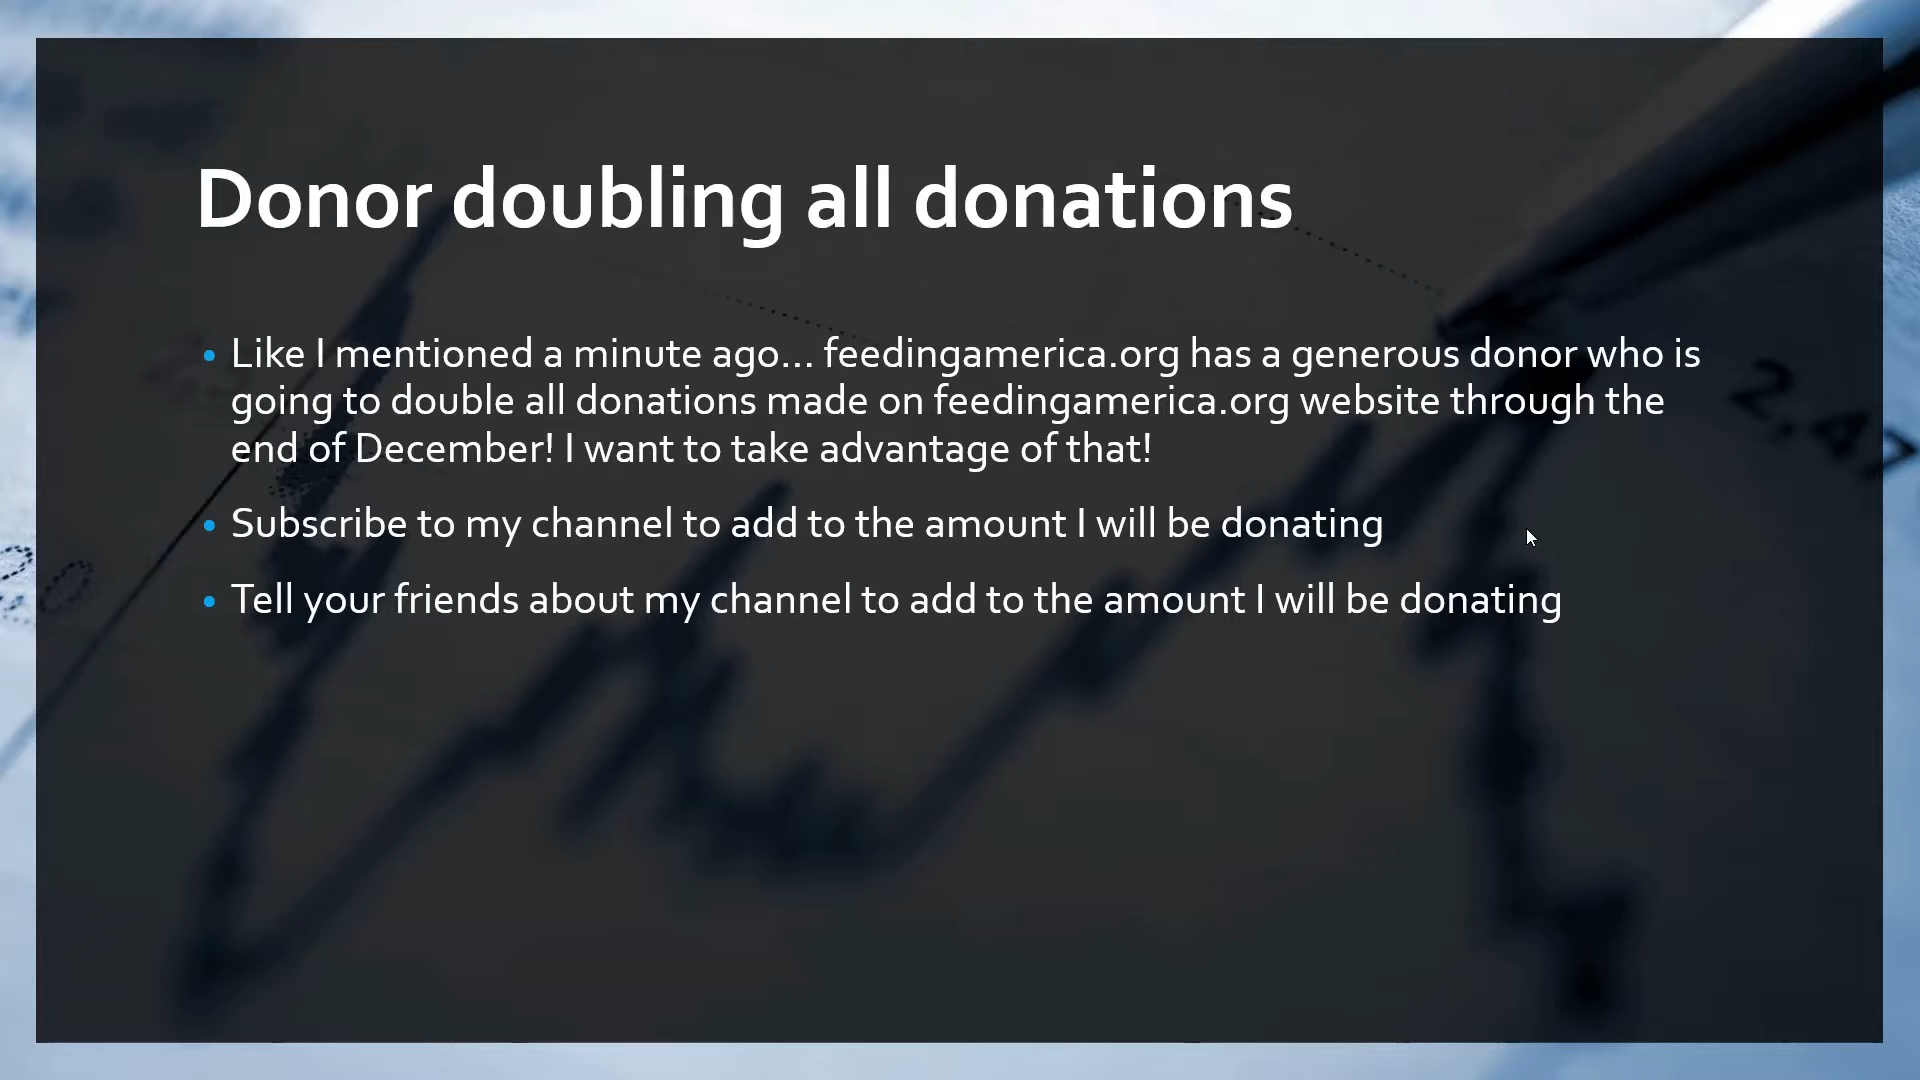 Donor doubling all donations
• Like I mentioned a minute ago... feedingamerica.org has a generous donor who is
going to double all donations made on feedingamerica.org website through the
end of December! I want to take advantage of that!
• Subscribe to my channel to add to the amount I will be donating
• Tell your friends about my channel to add to the amount I will be donating
2,47